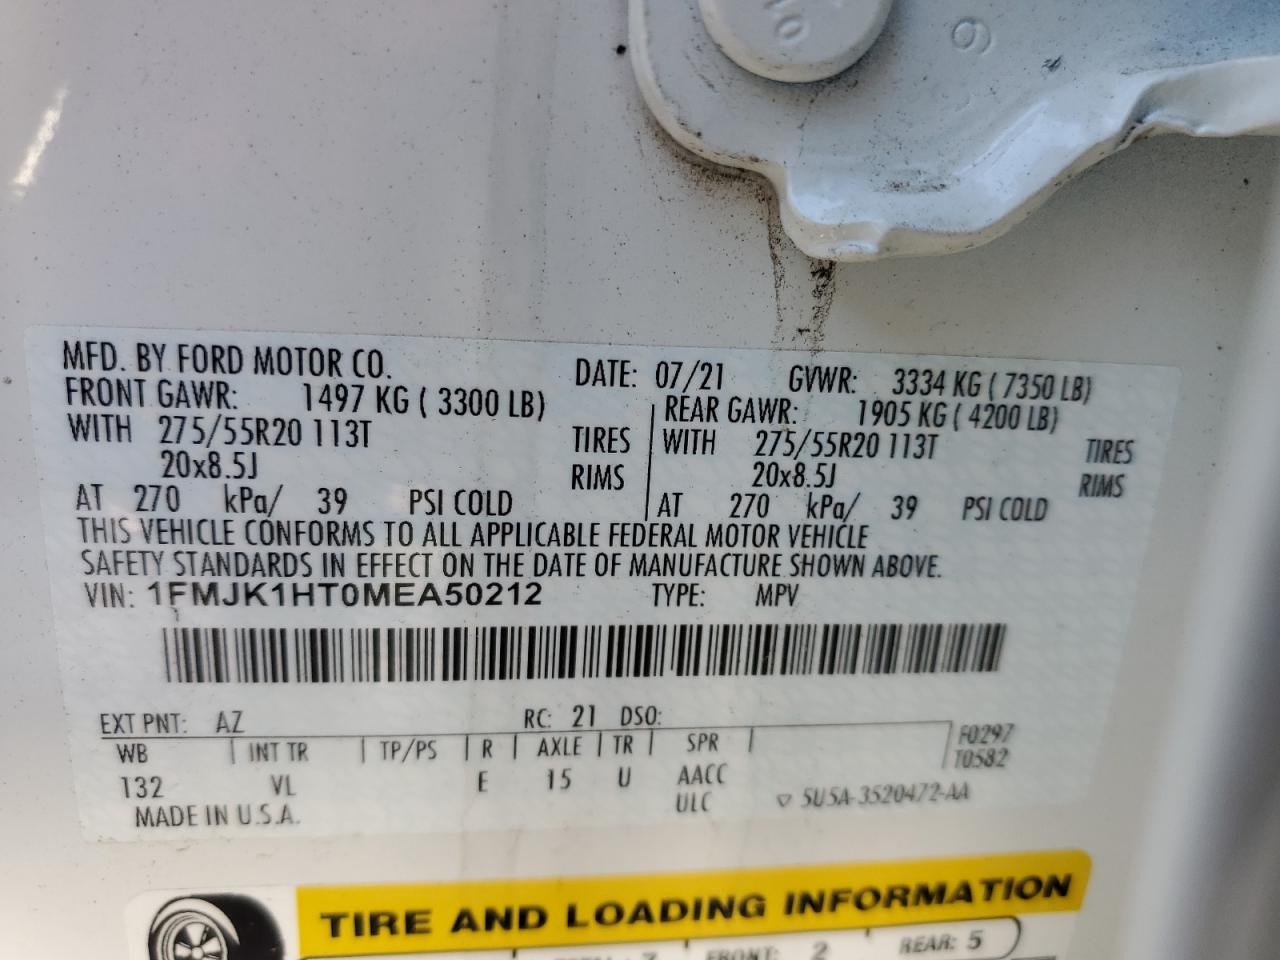 10
6
MFD. BY FORD MOTOR CO. DATE: 07/21 GVWR: 3334 KG ( 7350 LB)
FRONT GAWR: 1497 KG ( 3300 LB) REAR GAWR: 1905 KG ( 4200 LB)
WITH 275/55R20 113T TIRES WITH 275/55R20 113T TIRES
20x8.5J RIMS 20x8.5J RIMS
AT 270 kPa/ 39 PSI COLD AT 270 kPa/ 39 PSI COLD
THIS VEHICLE CONFORMS TO ALL APPLICABLE FEDERAL MOTOR VEHICLE
SAFETY STANDARDS IN EFFECT ON THE DATE OF MANUFACTURE SHOWN ABOVE.
VIN: 1FMJK1HT0MEA50212 TYPE: MPV
EXT PNT: AZ RC: 21 DSO:
WB INT TR TP/PS R AXLE TR SPR F0297
T0582
132 VL E 15 U AACC
ULC ▽ 5U5A-3520472-AA
MADE IN U.S.A.
TIRE AND LOADING INFORMATION
FRONT: 2 REAR: 5